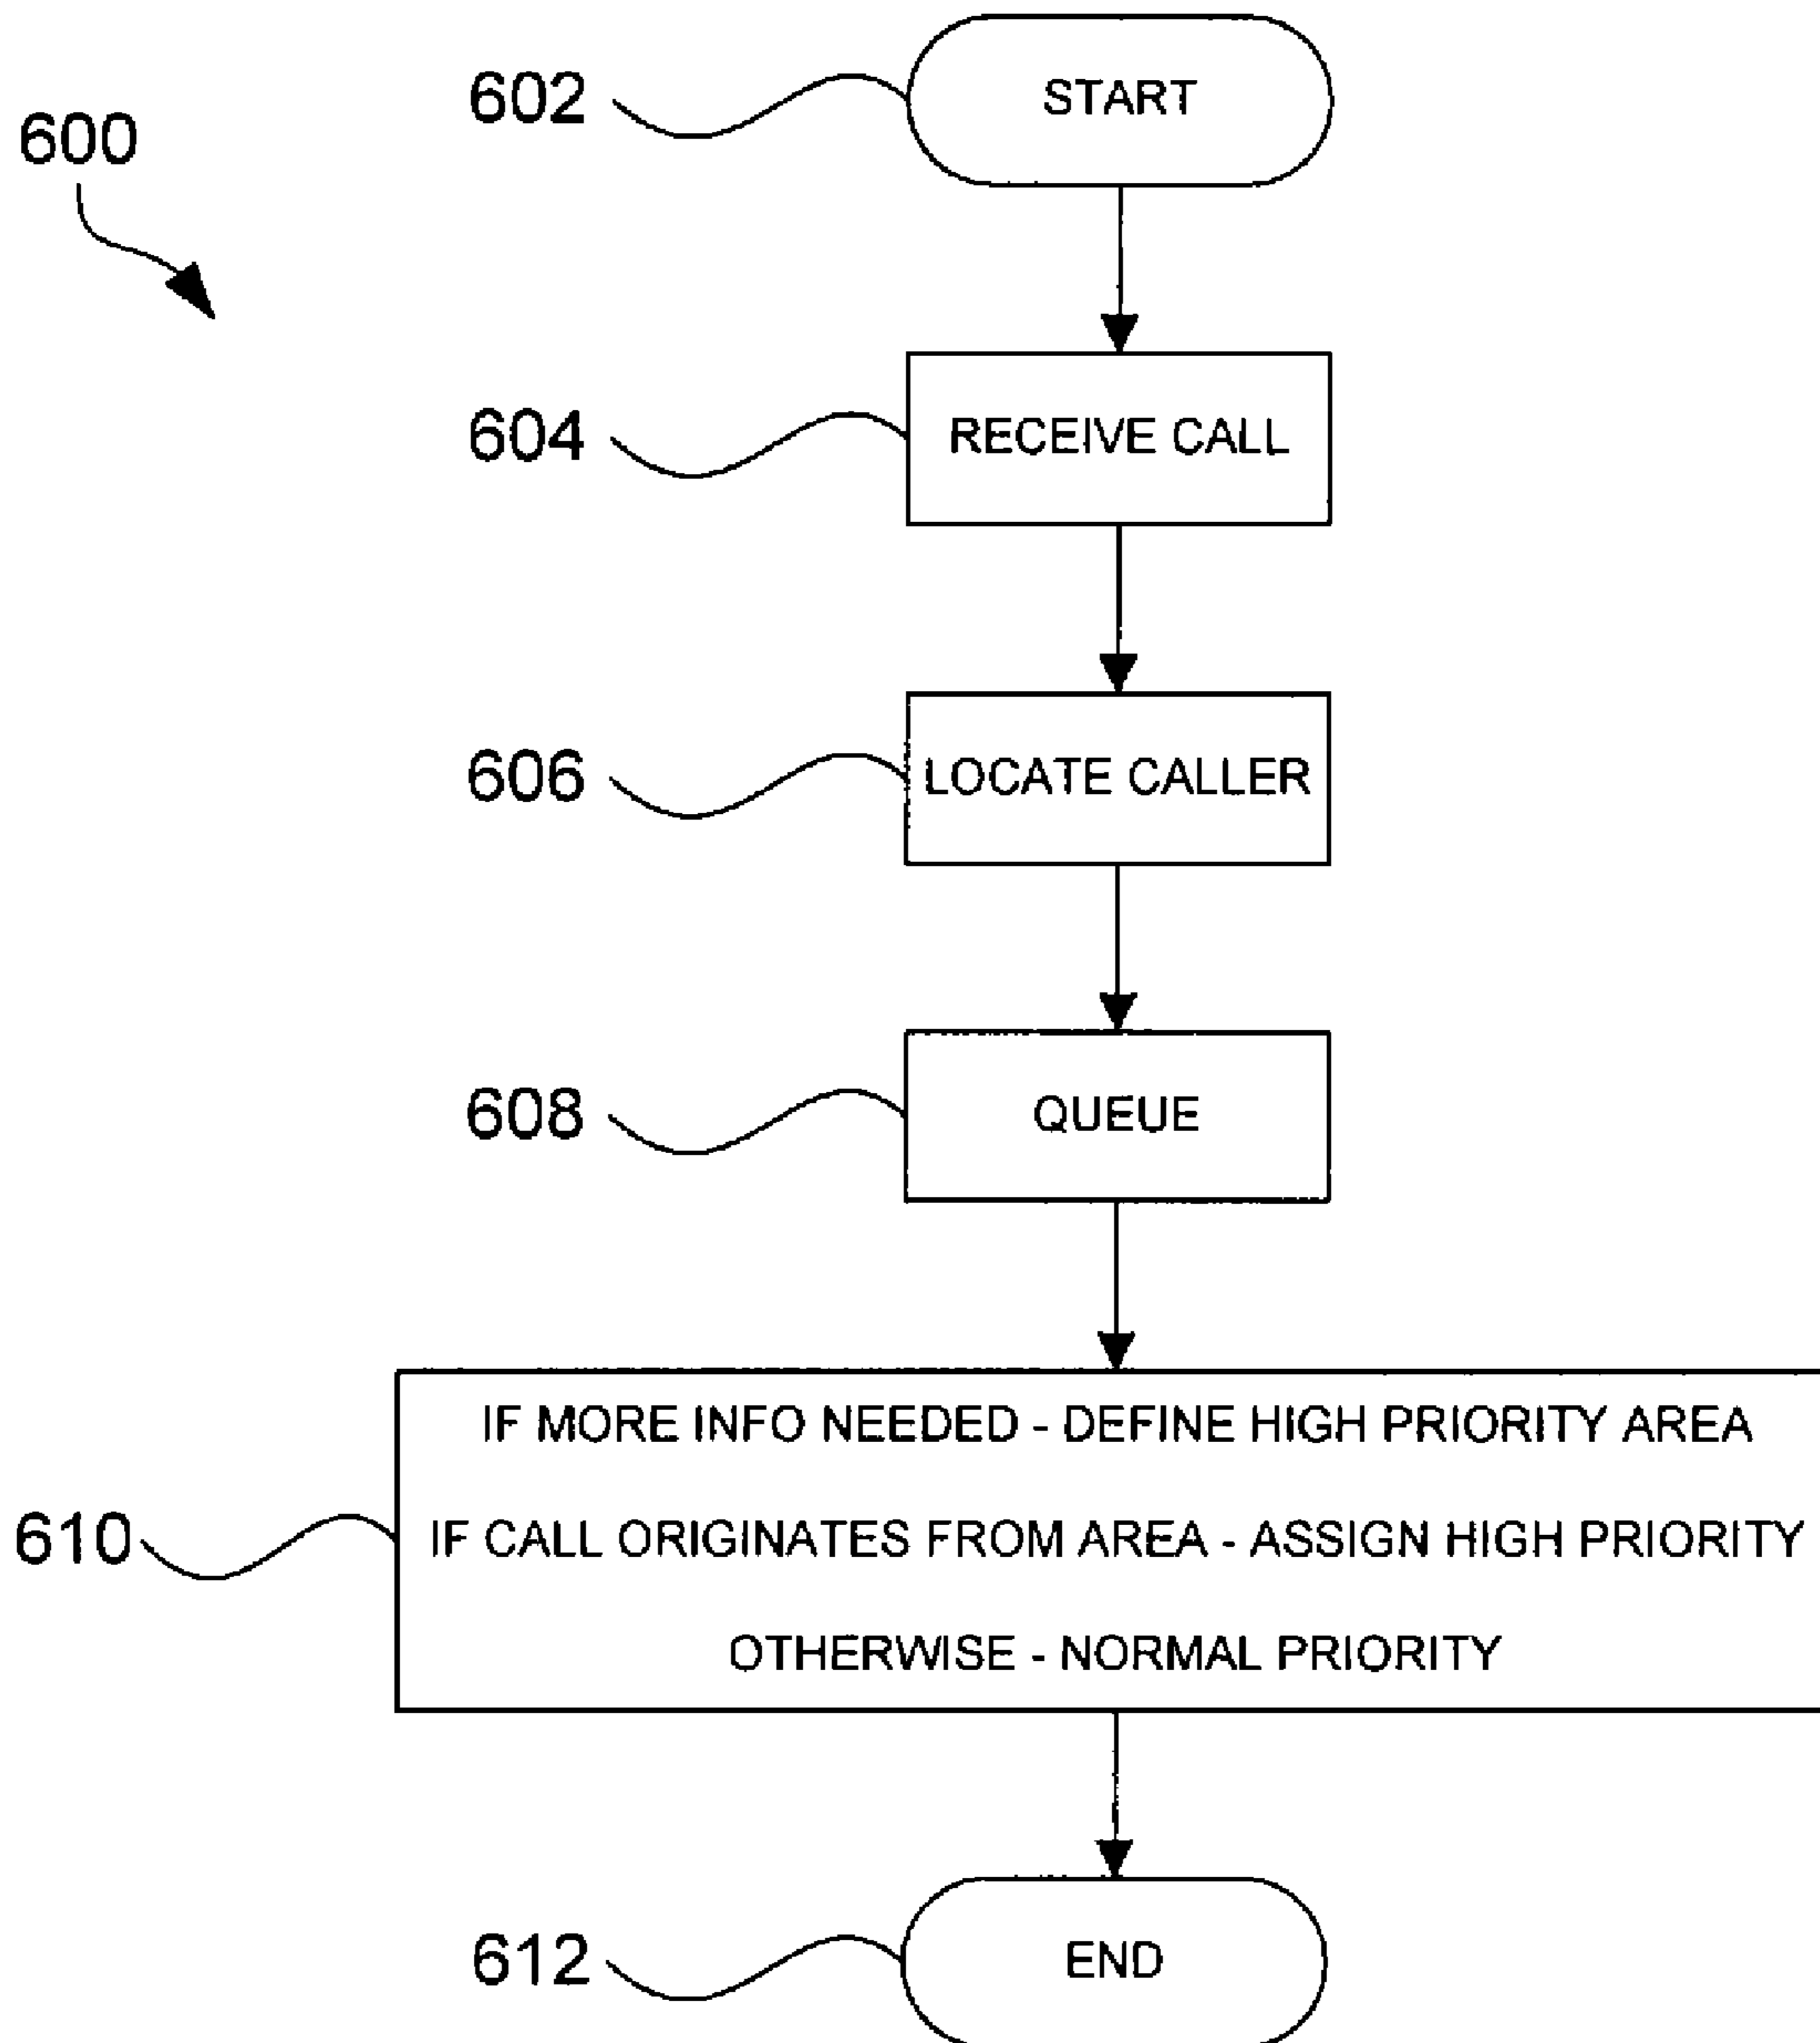 600
602
START
604
RECEIVE CALL
606
LOCATE CALLER
608
QUEUE
610
IF MORE INFO NEEDED - DEFINE HIGH PRIORITY AREA
IF CALL ORIGINATES FROM AREA - ASSIGN HIGH PRIORITY
OTHERWISE - NORMAL PRIORITY
612
END